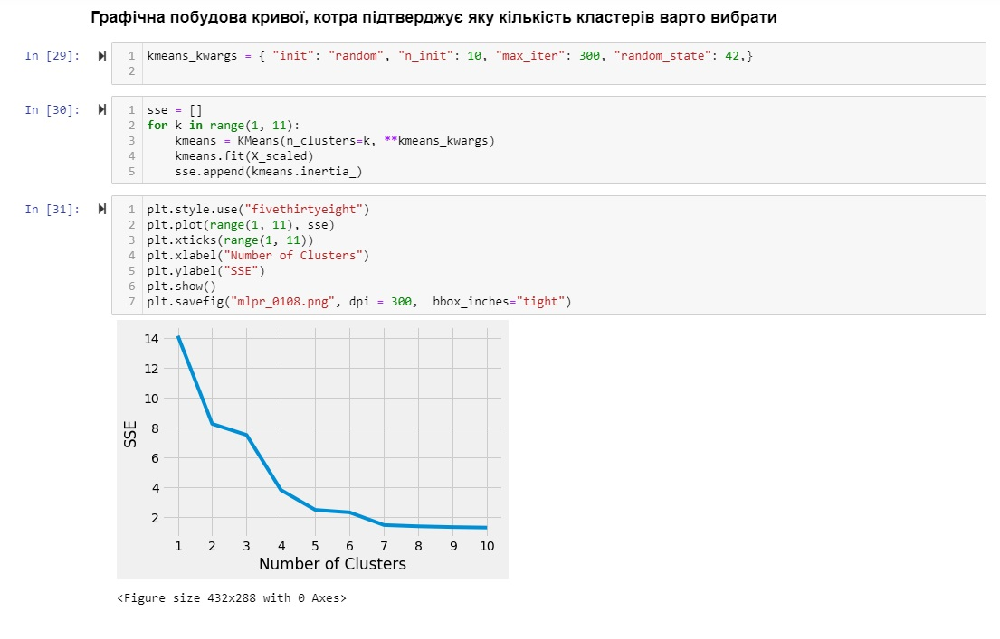 Графічна побудова кривої, котра підтверджує яку кількість кластерів варто вибрати
In [29]:
1 kmeans_kwargs = { "init": "random", "n_init": 10, "max_iter": 300, "random_state": 42,}
2
In [30]:
1 sse = []
2 for k in range(1, 11):
3     kmeans = KMeans(n_clusters=k, **kmeans_kwargs)
4     kmeans.fit(X_scaled)
5     sse.append(kmeans.inertia_)
In [31]:
1 plt.style.use("fivethirtyeight")
2 plt.plot(range(1, 11), sse)
3 plt.xticks(range(1, 11))
4 plt.xlabel("Number of Clusters")
5 plt.ylabel("SSE")
6 plt.show()
7 plt.savefig("mlpr_0108.png", dpi = 300,  bbox_inches="tight")
14
12
10
8
6
4
2
SSE
1 2 3 4 5 6 7 8 9 10
Number of Clusters
<Figure size 432x288 with 0 Axes>